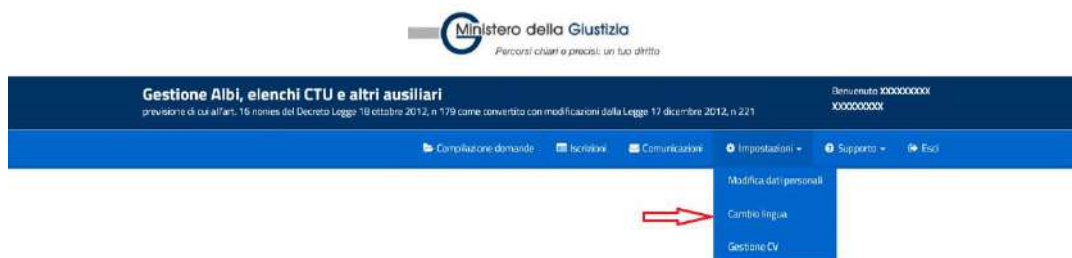 Ministero della Giustizia
Percorsi chiari e precisi: un tuo diritto
Gestione Albi, elenchi CTU e altri ausiliari
previsione di cui all'art. 16 nonies del Decreto Legge 18 ottobre 2012, n 179 come convertito con modificazioni dalla Legge 17 dicembre 2012, n 221
Benvenuto XXXXXXXXX
XXXXXXXXX
Compilazione domande Iscrizioni Comunicazioni Impostazioni Supporto Esci
Modifica dati personali
Cambio lingua
Gestione CV